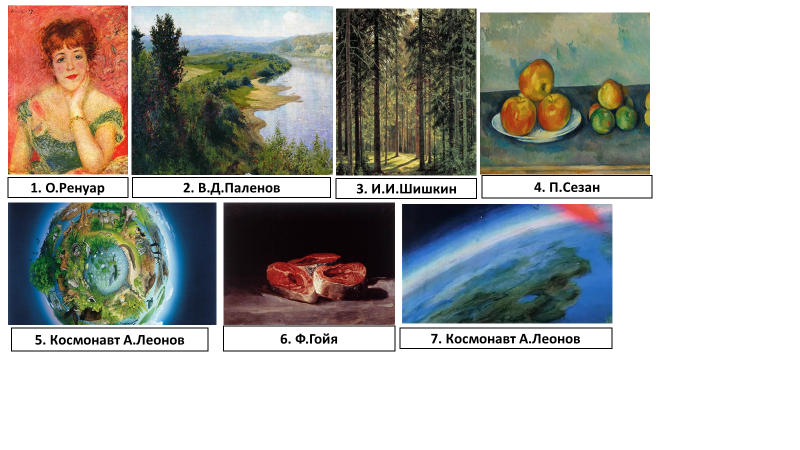 1. О.Ренуар
2. В.Д.Паленов
3. И.И.Шишкин
4. П.Сезан
5. Космонавт А.Леонов
6. Ф.Гойя
7. Космонавт А.Леонов